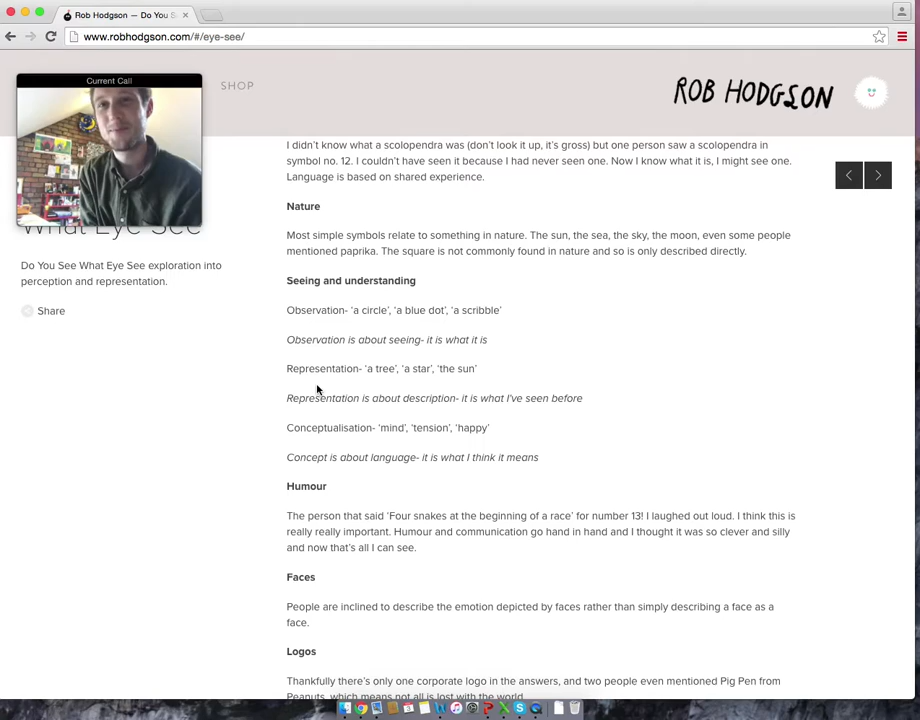 Rob Hodgson — Do You S
www.robhodgson.com/#/eye-see/
Current Call
SHOP
ROB HODGSON
What Eye See
Do You See What Eye See exploration into
perception and representation.
Share
I didn't know what a scolopendra was (don't look it up, it's gross) but one person saw a scolopendra in
symbol no. 12. I couldn't have seen it because I had never seen one. Now I know what it is, I might see one.
Language is based on shared experience.
Nature
Most simple symbols relate to something in nature. The sun, the sea, the sky, the moon, even some people
mentioned paprika. The square is not commonly found in nature and so is only described directly.
Seeing and understanding
Observation- 'a circle', 'a blue dot', 'a scribble'
Observation is about seeing- it is what it is
Representation- 'a tree', 'a star', 'the sun'
Representation is about description- it is what I've seen before
Conceptualisation- 'mind', 'tension', 'happy'
Concept is about language- it is what I think it means
Humour
The person that said 'Four snakes at the beginning of a race' for number 13! I laughed out loud. I think this is
really really important. Humour and communication go hand in hand and I thought it was so clever and silly
and now that's all I can see.
Faces
People are inclined to describe the emotion depicted by faces rather than simply describing a face as a
face.
Logos
Thankfully there's only one corporate logo in the answers, and two people even mentioned Pig Pen from
Peanuts, which means not all is lost with the world.